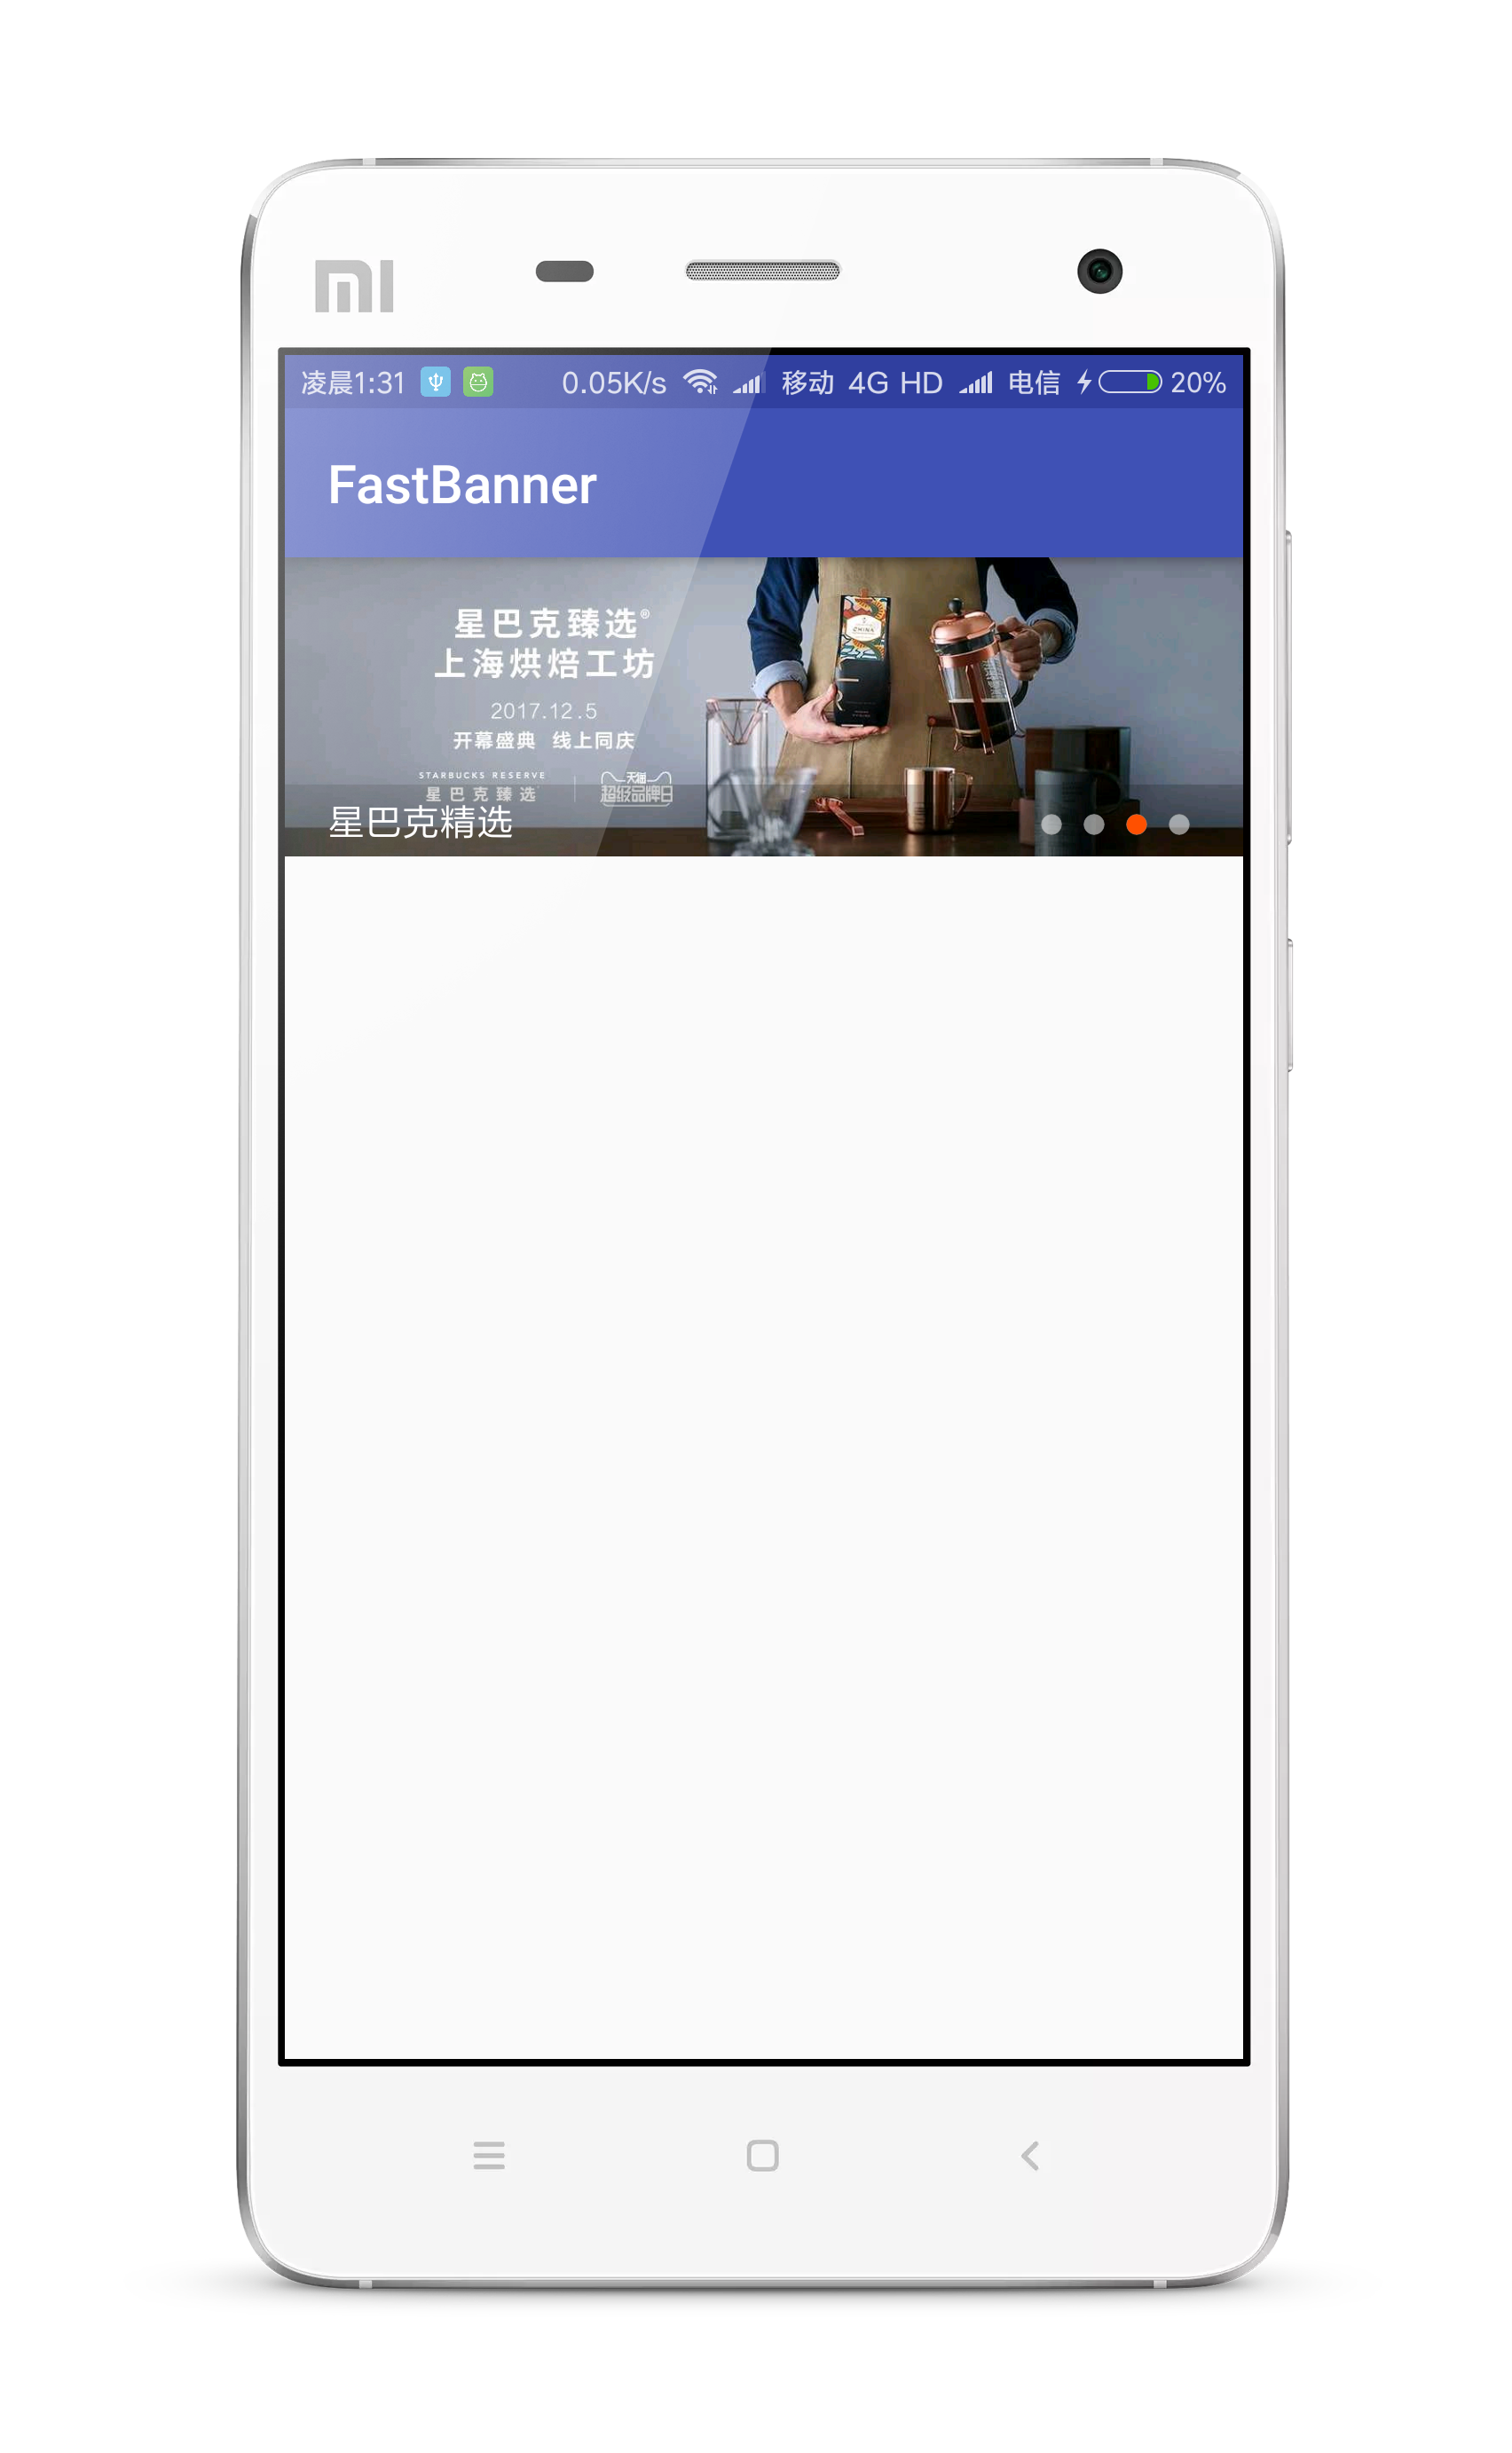 MI
凌晨1:31 0.05K/s 移动 4G HD 电信 20%
FastBanner
星巴克臻选®
上海烘焙工坊
2017.12.5
开幕盛典 线上同庆
STARBUCKS RESERVE
星巴克臻选
天猫
超级品牌日
CHINA
星巴克精选